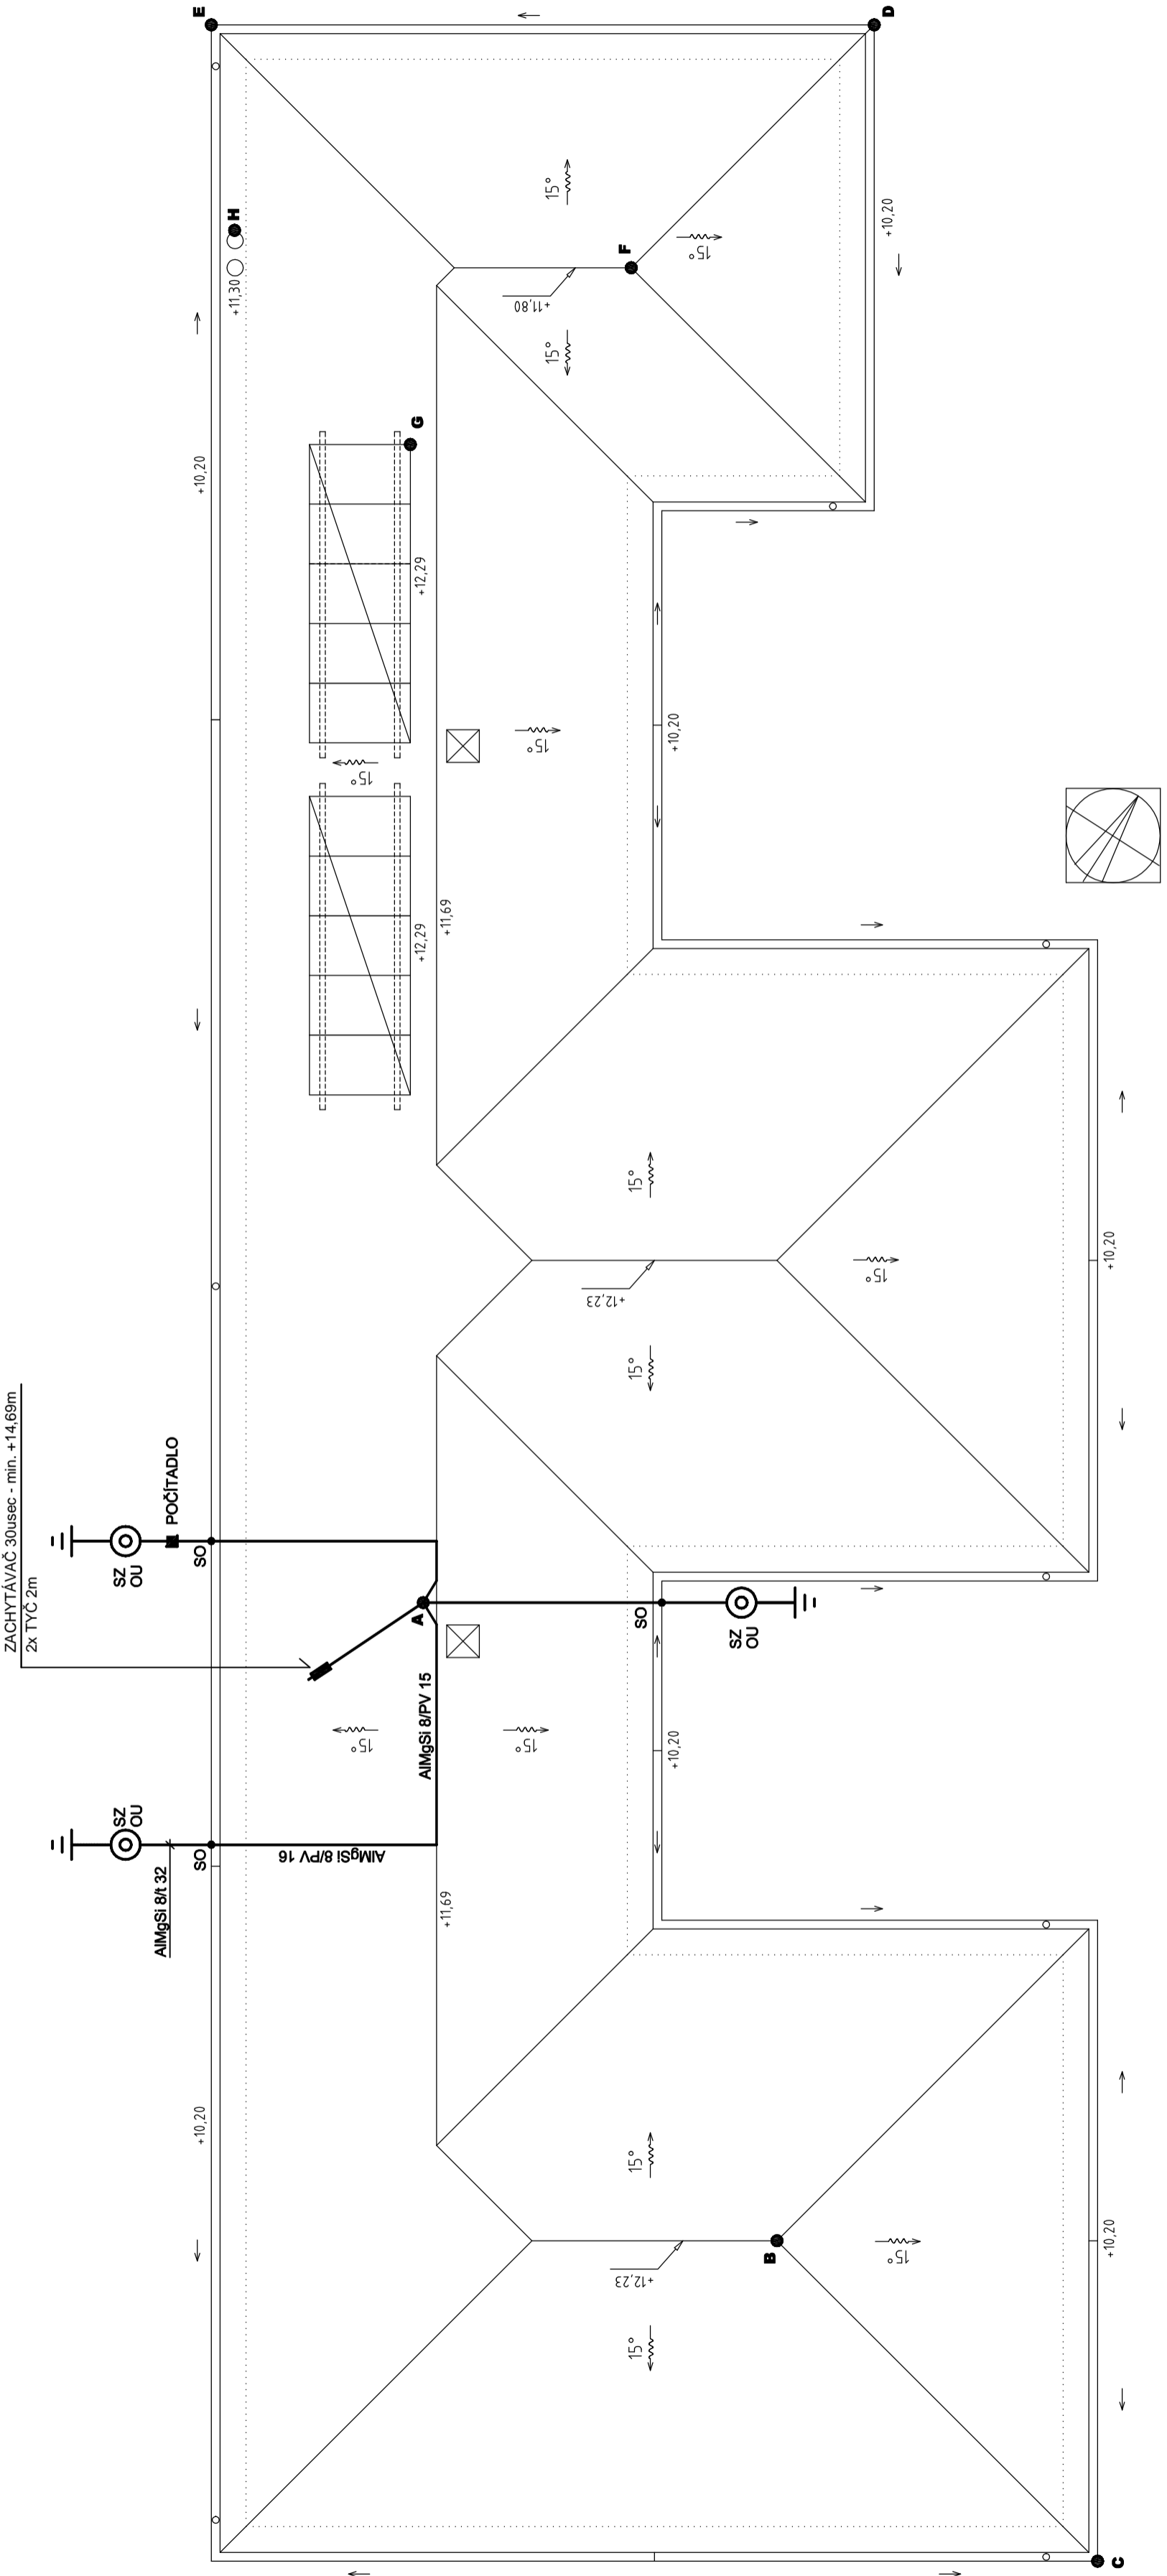 ZACHYTÁVAČ 30usec - min. +14,69m
2x TYČ 2m
POČÍTADLO
SZ
OU
SO
A
SZ
OU
SO
AlMgSi 8/t 32
AlMgSi 8/PV 16
AlMgSi 8/PV 15
SO
SZ
OU
E
D
H
+11,30
F
G
+10,20
+10,20
+10,20
+11,80
15°
15°
15°
+12,29
+12,29
15°
15°
+10,20
+11,69
15°
15°
15°
+12,23
+10,20
15°
15°
+10,20
+11,69
15°
15°
15°
+12,23
+10,20
B
C